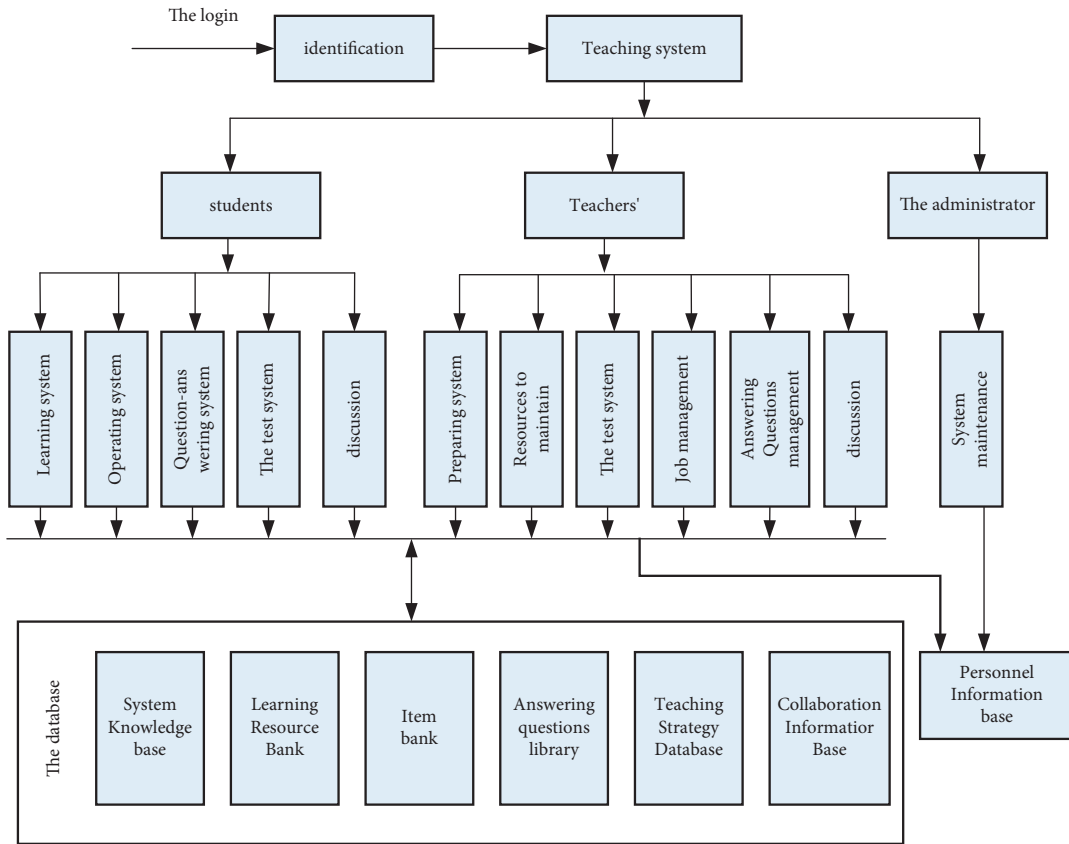 The login
identification
Teaching system
students
Teachers'
The administrator
Learning system
Operating system
Question-ans
wering system
The test system
discussion
Preparing system
Resources to
maintain
The test system
Job management
Answering
Questions
management
discussion
System
maintenance
The database
System
Knowledge
base
Learning
Resource
Bank
Item
bank
Answering
questions
library
Teaching
Strategy
Database
Collaboration
Informatior
Base
Personnel
Information
base